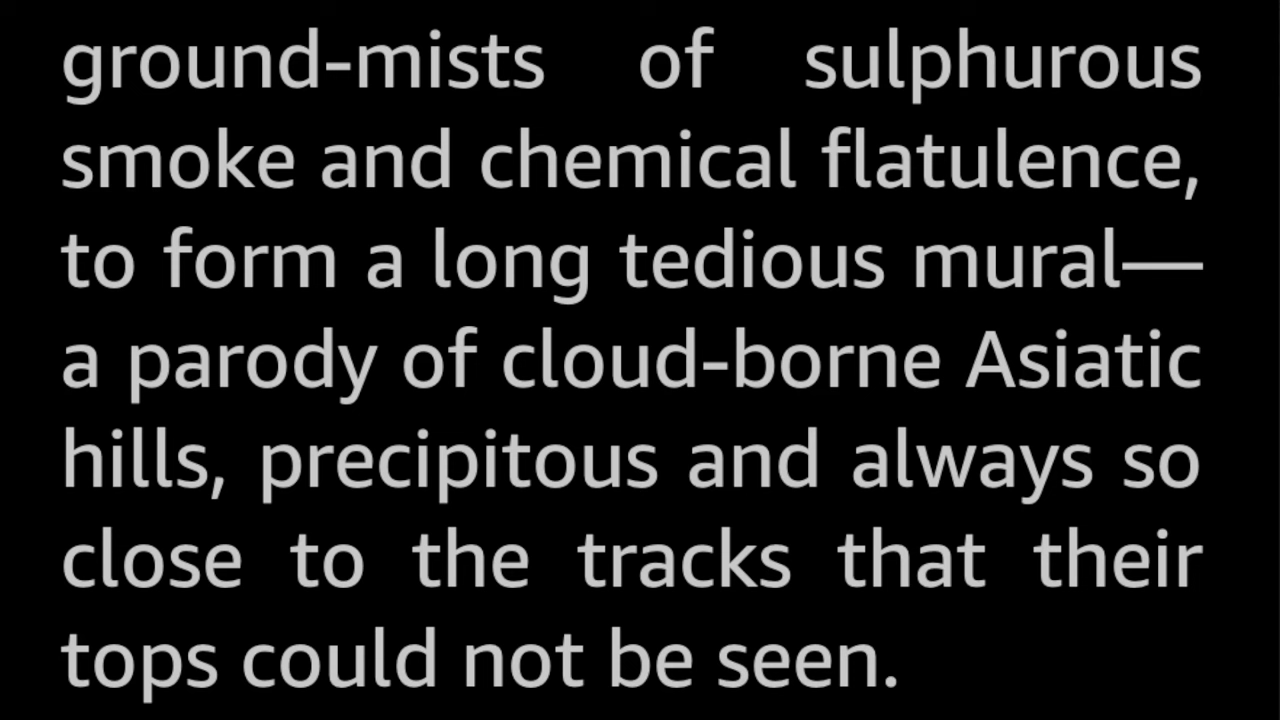 ground-mists of sulphurous
smoke and chemical flatulence,
to form a long tedious mural—
a parody of cloud-borne Asiatic
hills, precipitous and always so
close to the tracks that their
tops could not be seen.